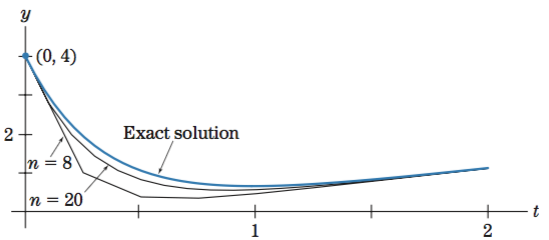 y
(0, 4)
2
Exact solution
n = 8
n = 20
t
1
2